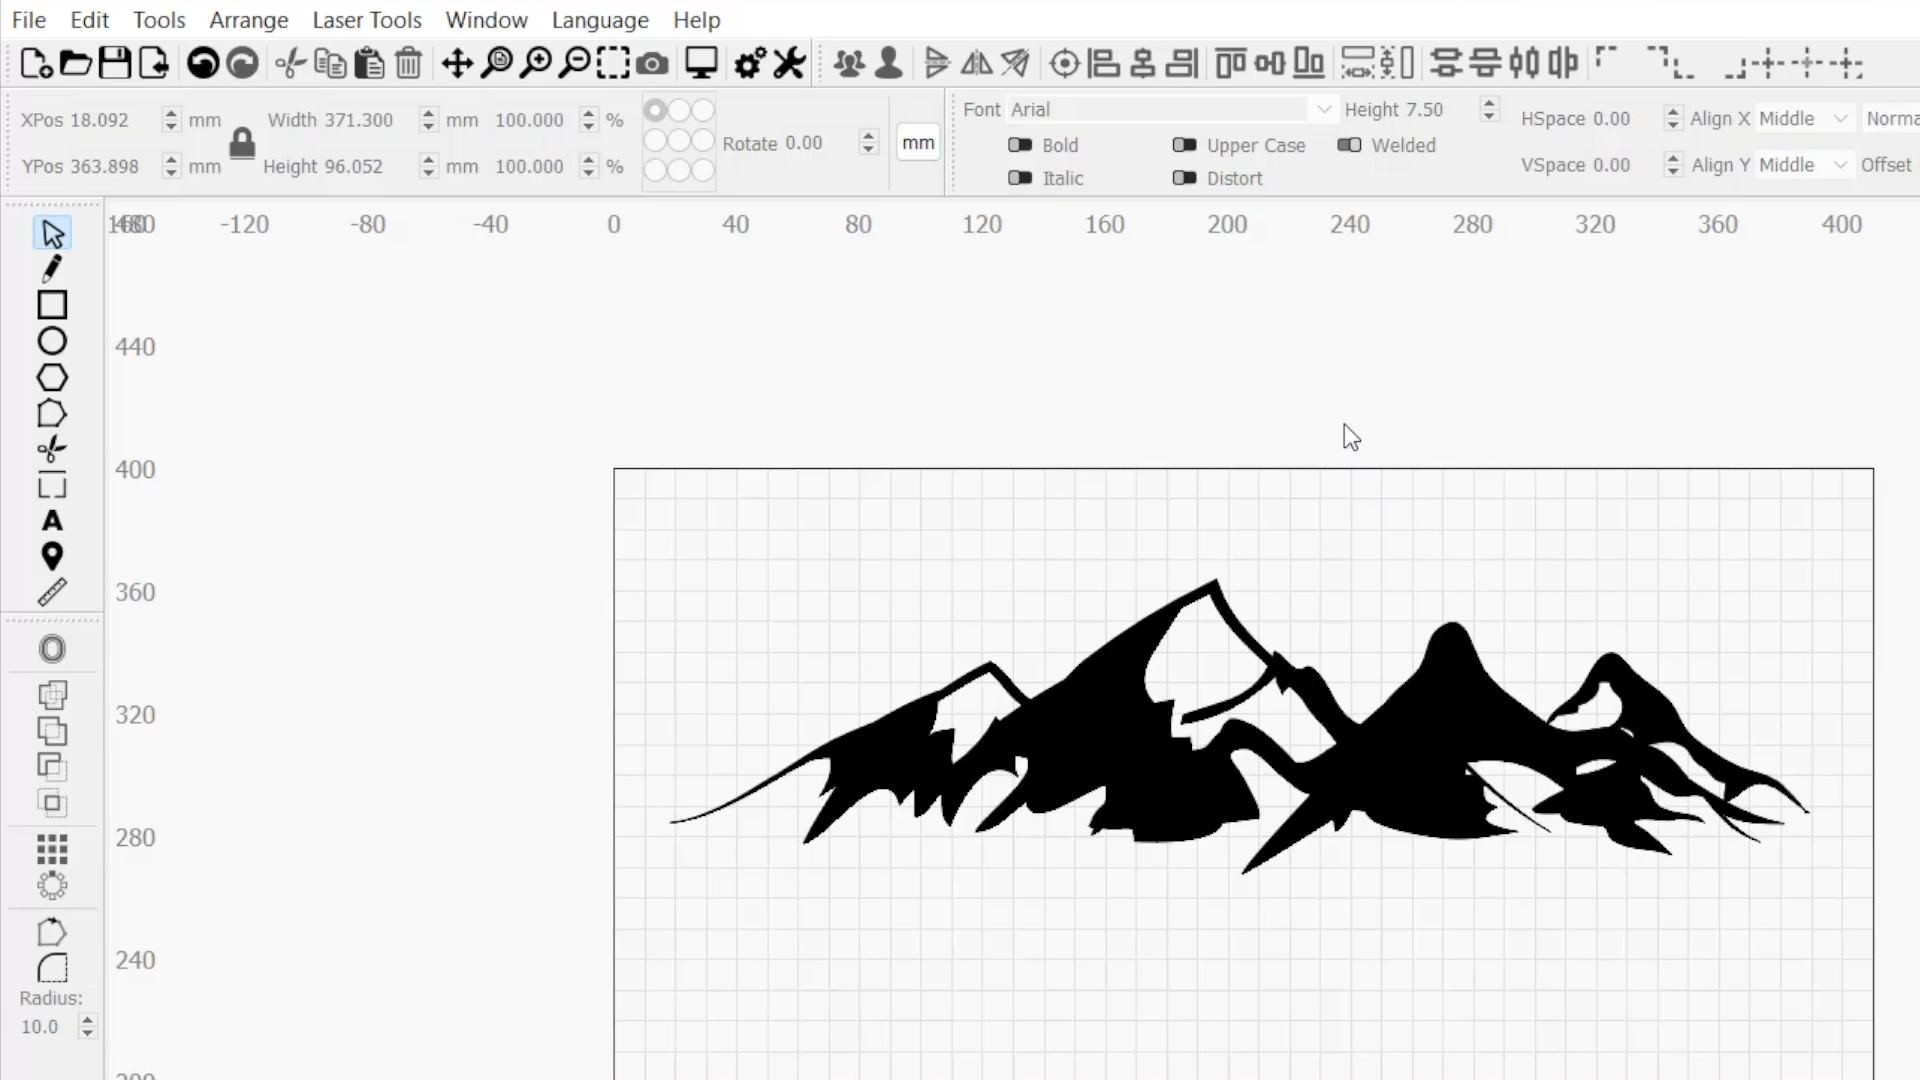 File Edit Tools Arrange Laser Tools Window Language Help
XPos 18.092 mm Width 371.300 mm 100.000 %
YPos 363.898 mm Height 96.052 mm 100.000 %
Rotate 0.00 mm
Font Arial Height 7.50
Bold Upper Case Welded
Italic Distort
HSpace 0.00 Align X Middle Norma
VSpace 0.00 Align Y Middle Offset
-120 -80 -40 0 40 80 120 160 200 240 280 320 360 400
440
400
360
320
280
240
A
Radius:
10.0